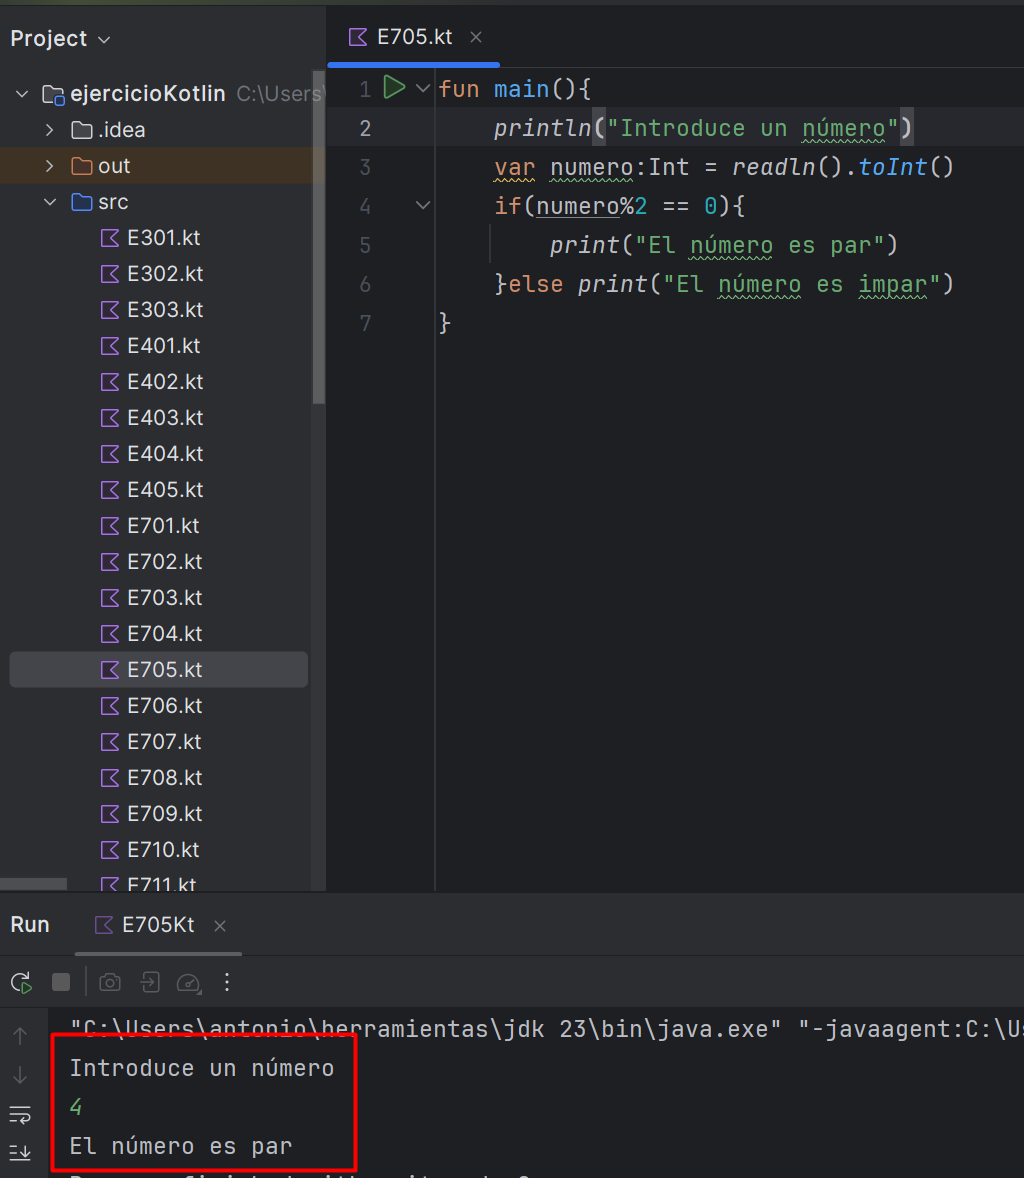 Project
E705.kt
ejercicioKotlin C:\Users\
.idea
out
src
E301.kt
E302.kt
E303.kt
E401.kt
E402.kt
E403.kt
E404.kt
E405.kt
E701.kt
E702.kt
E703.kt
E704.kt
E705.kt
E706.kt
E707.kt
E708.kt
E709.kt
E710.kt
E711.kt
1 fun main(){
2 println("Introduce un número")
3 var numero:Int = readln().toInt()
4 if(numero%2 == 0){
5 print("El número es par")
6 }else print("El número es impar")
7 }
Run E705Kt
"C:\Users\antonio\herramientas\jdk 23\bin\java.exe" "-javaagent:C:\Us
Introduce un número
4
El número es par